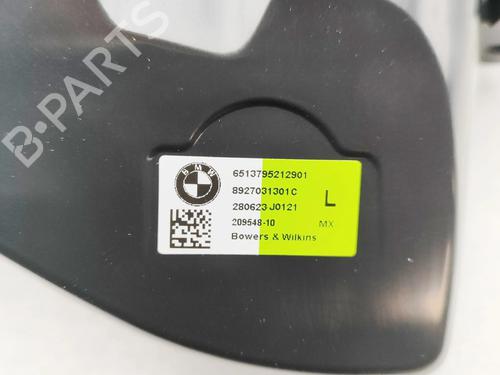 B-PARTS
BMW
6513795212901
8927031301C
L
280623 J0121
209548-10
MX
Bowers & Wilkins